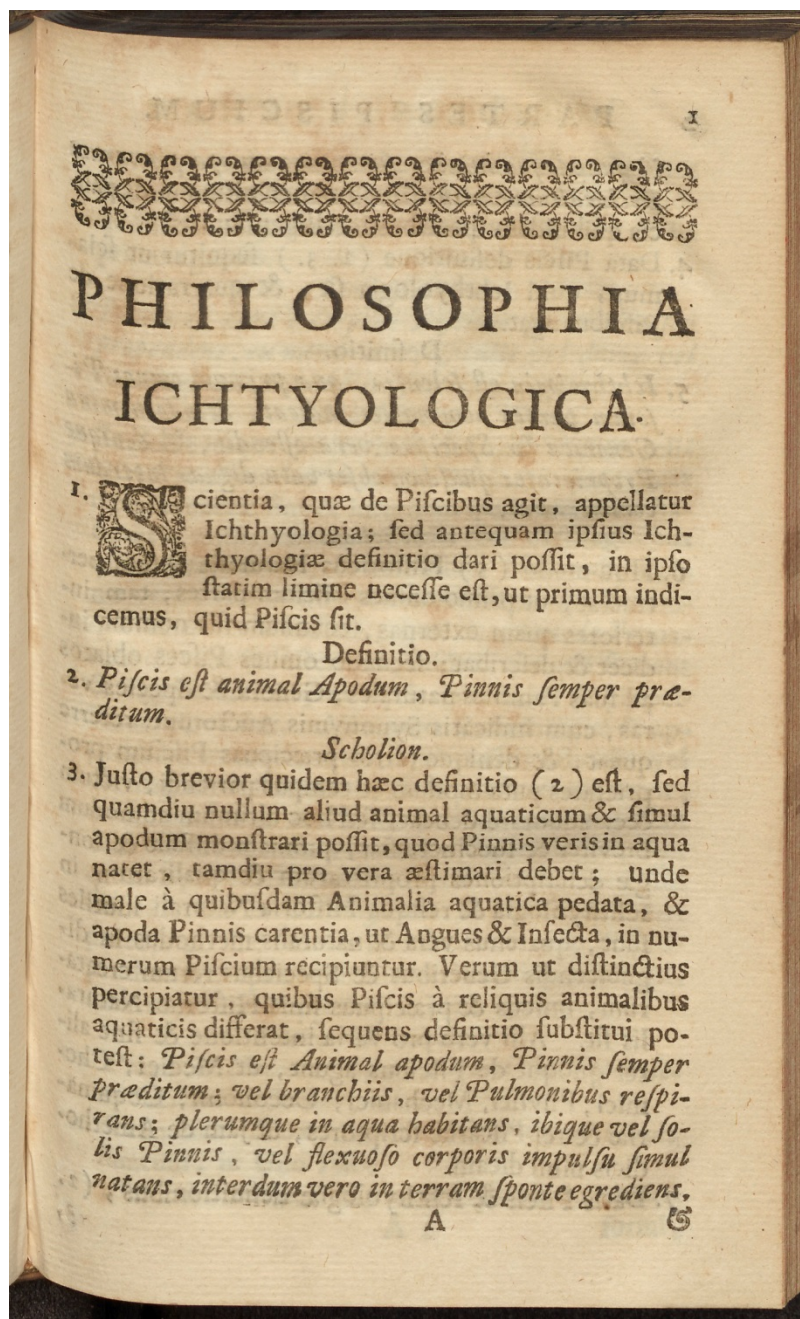 1
PHILOSOPHIA
ICHTYOLOGICA.
1. Scientia, quæ de Piſcibus agit, appellatur
Ichthyologia; ſed antequam ipſius Ich-
thyologiæ definitio dari poſſit, in ipſo
ſtatim limine neceſſe eſt, ut primum indi-
cemus, quid Piſcis ſit.
Definitio.
2. Piſcis eſt animal Apodum, Pinnis ſemper præ-
ditum.
Scholion.
3. Juſto brevior quidem hæc definitio (2) eſt, ſed
quamdiu nullum aliud animal aquaticum & ſimul
apodum monſtrari poſſit, quod Pinnis veris in aqua
natet, tamdiu pro vera æſtimari debet; unde
male à quibuſdam Animalia aquatica pedata, &
apoda Pinnis carentia, ut Angues & Inſecta, in nu-
merum Piſcium recipiuntur. Verum ut diſtinctius
percipiatur, quibus Piſcis à reliquis animalibus
aquaticis differat, ſequens definitio ſubſtitui po-
teſt: Piſcis eſt Animal apodum, Pinnis ſemper
præditum; vel branchiis, vel Pulmonibus reſpi-
rans; plerumque in aqua habitans, ibique vel ſo-
lis Pinnis, vel flexuoſo corporis impulſu ſimul
natans, interdum vero in terram ſponte egrediens,
A &